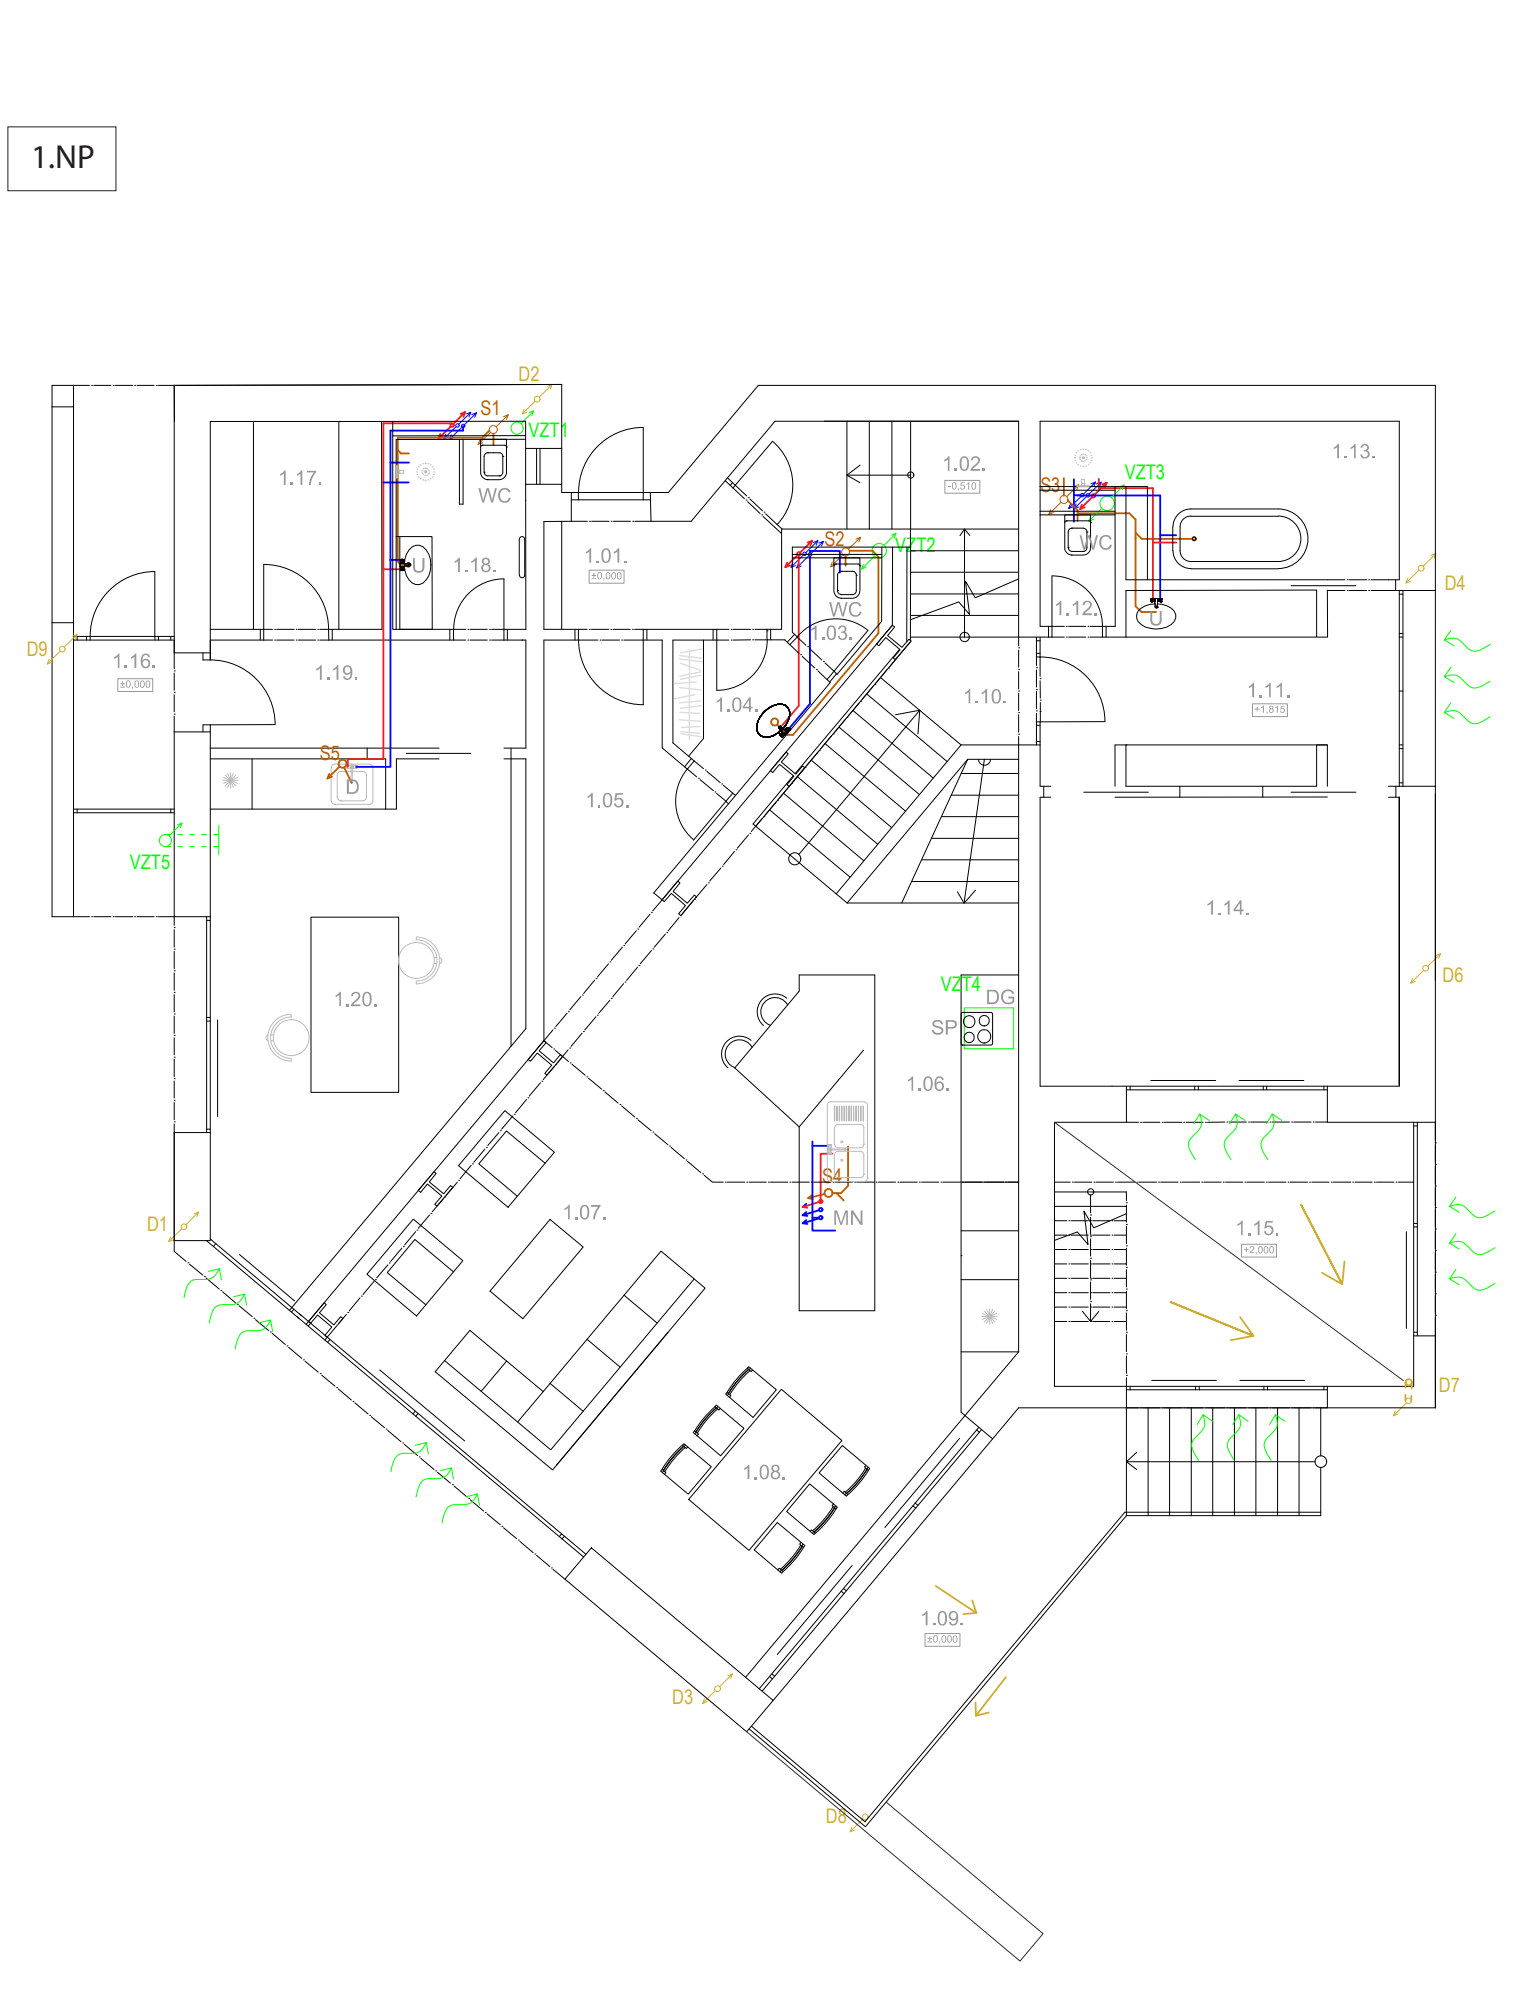 1.NP
D2
S1
VZT1
1.17.
WC
1.02.
-0,510
S3
VZT3
1.13.
WC
S2
VZT2
1.01.
±0,000
U
1.18.
WC
D4
1.12.
U
1.03.
D9
1.16.
±0,000
1.19.
1.04.
1.10.
1.11.
+1,815
S5
D
1.05.
VZT5
1.14.
D6
VZT4
DG
SP
1.20.
1.06.
S4
MN
1.07.
D1
1.15.
+2,000
D7
1.08.
1.09.
±0,000
D3
D8